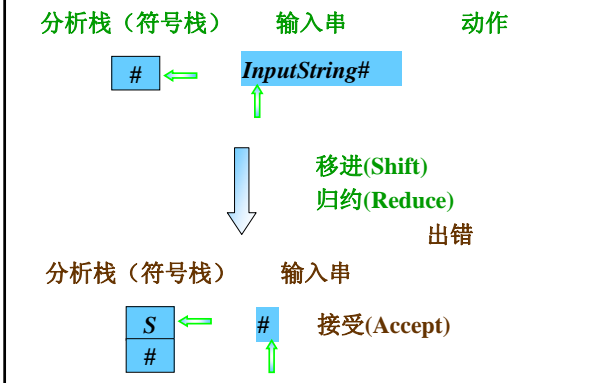 分析栈（符号栈） 输入串 动作
# InputString#
移进(Shift)
归约(Reduce)
出错
分析栈（符号栈） 输入串
S # 接受(Accept)
#